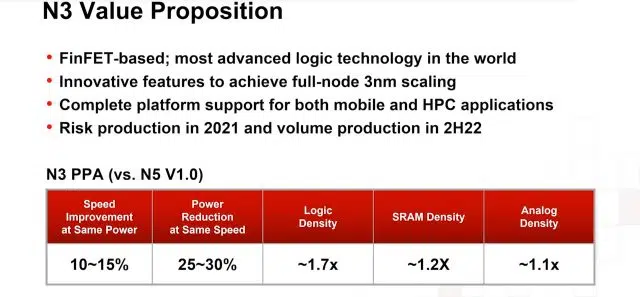 N3 Value Proposition
• FinFET-based; most advanced logic technology in the world
• Innovative features to achieve full-node 3nm scaling
• Complete platform support for both mobile and HPC applications
• Risk production in 2021 and volume production in 2H22
N3 PPA (vs. N5 V1.0)
Speed Improvement at Same Power | Power Reduction at Same Speed | Logic Density | SRAM Density | Analog Density
10~15% | 25~30% | ~1.7x | ~1.2X | ~1.1x